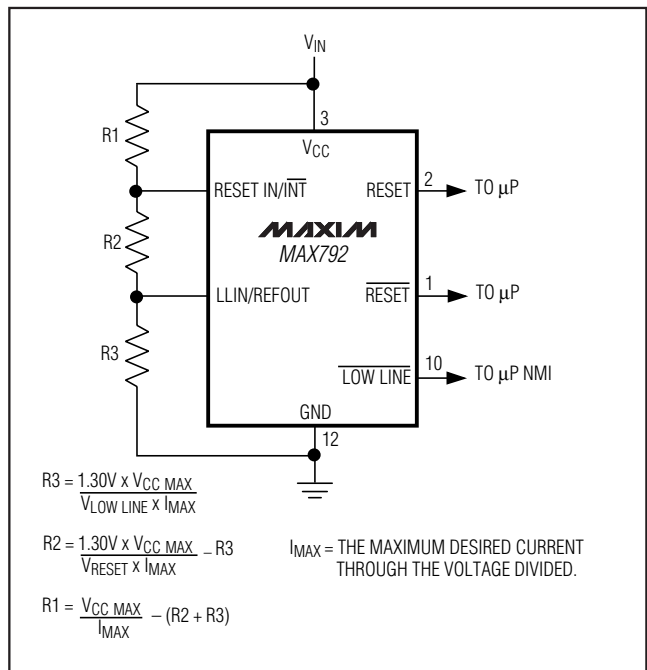 VIN
3
R1
VCC
RESET IN/INT
RESET
2
TO µP
MAXIM
MAX792
R2
LLIN/REFOUT
RESET
1
TO µP
R3
LOW LINE
10
TO µP NMI
GND
12
R3 = 1.30V x VCC MAX
VLOW LINE x IMAX
R2 = 1.30V x VCC MAX – R3
VRESET x IMAX
IMAX = THE MAXIMUM DESIRED CURRENT
THROUGH THE VOLTAGE DIVIDED.
R1 = VCC MAX – (R2 + R3)
IMAX